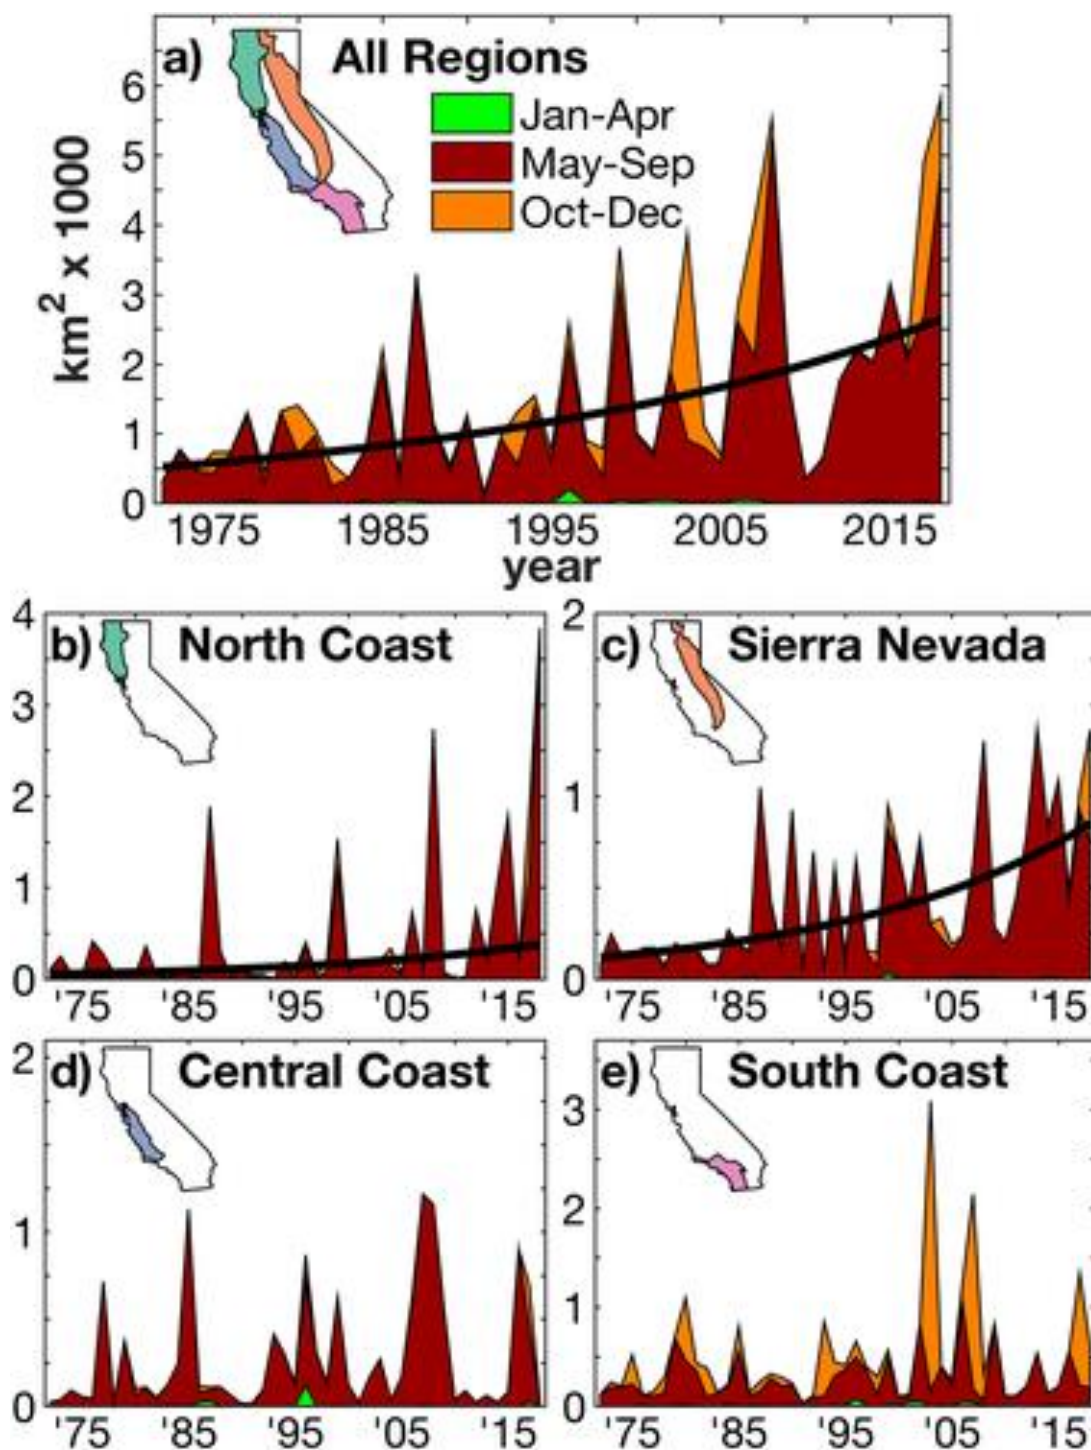 a) All Regions
Jan-Apr
May-Sep
Oct-Dec
km² x 1000
6
5
4
3
2
1
0
1975 1985 1995 2005 2015
year
b) North Coast
4
3
2
1
0
'75 '85 '95 '05 '15
c) Sierra Nevada
2
1
0
'75 '85 '95 '05 '15
d) Central Coast
2
1
0
'75 '85 '95 '05 '15
e) South Coast
3
2
1
0
'75 '85 '95 '05 '15